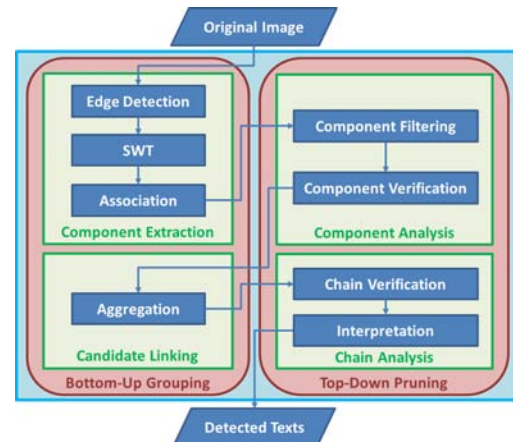 Original Image
Edge Detection
SWT
Association
Component Extraction
Component Filtering
Component Verification
Component Analysis
Aggregation
Candidate Linking
Chain Verification
Interpretation
Chain Analysis
Bottom-Up Grouping
Top-Down Pruning
Detected Texts